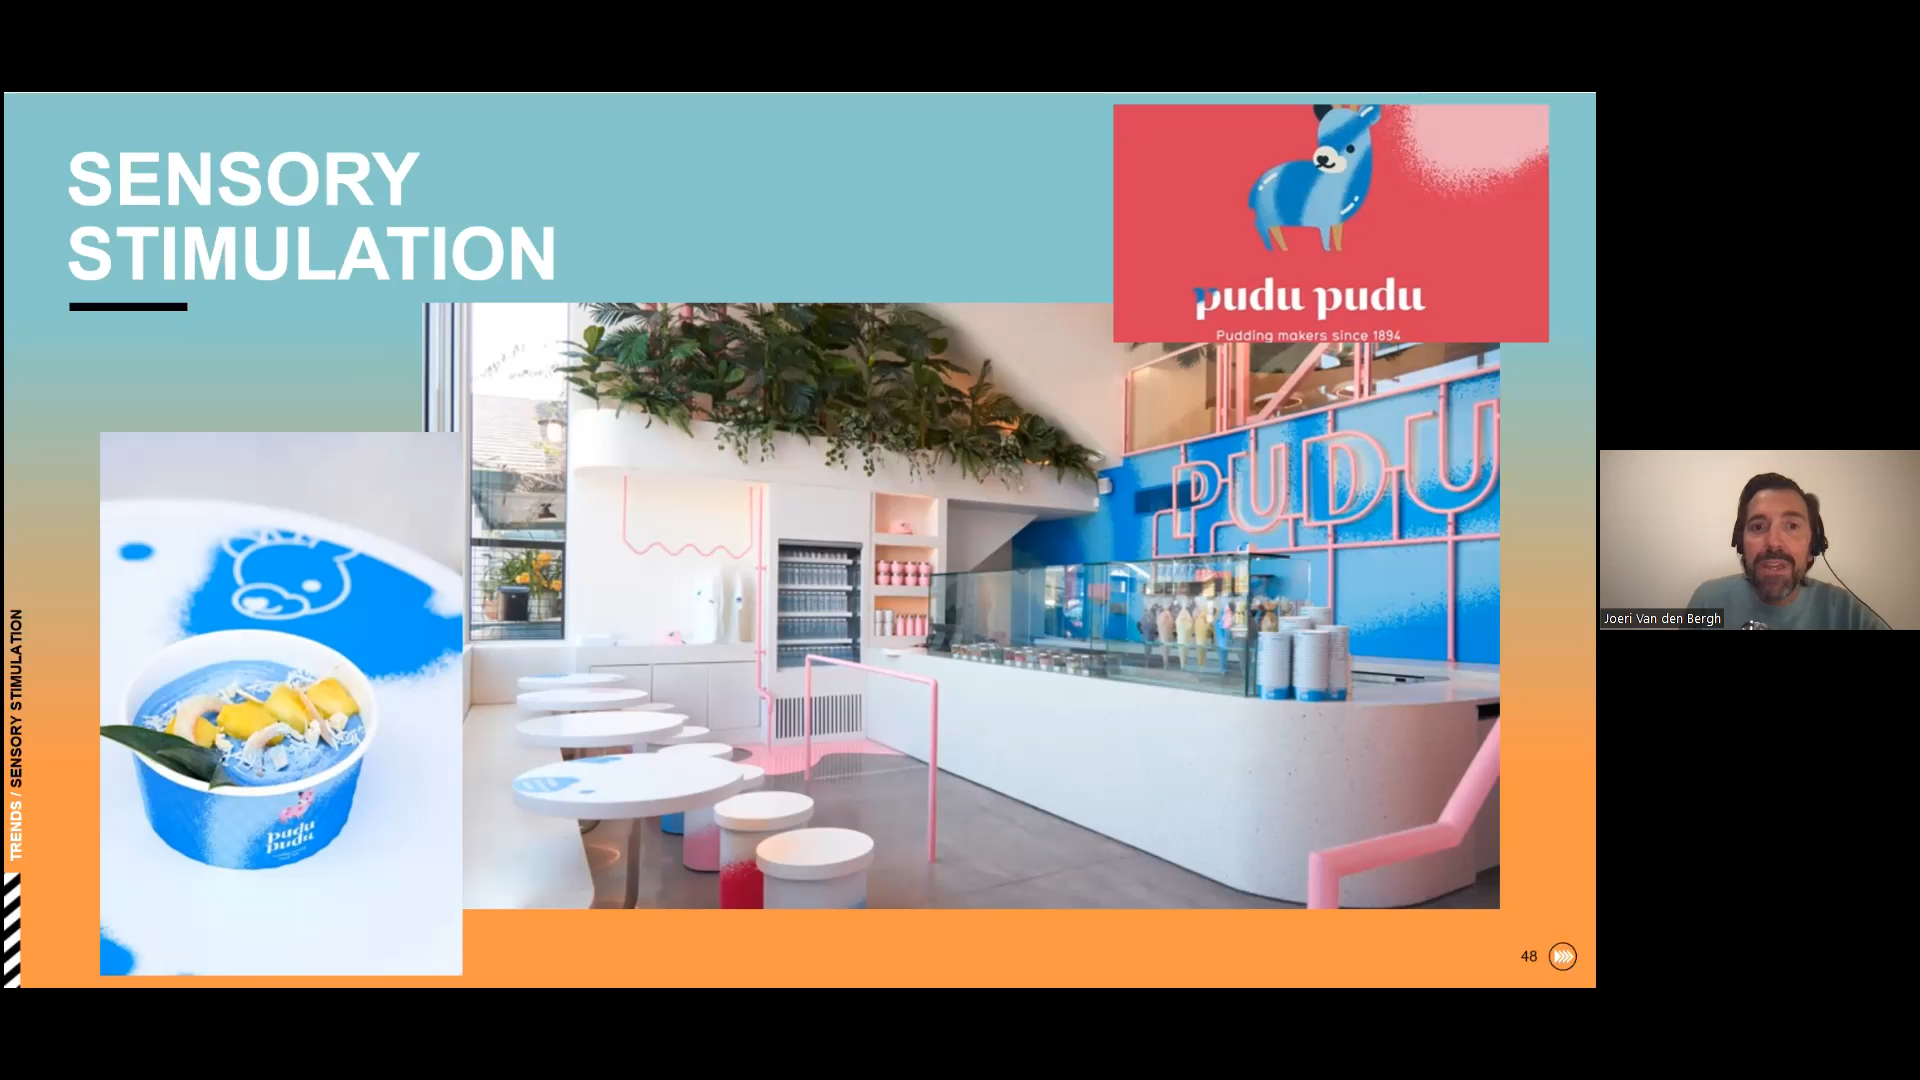 SENSORY
STIMULATION
pudu pudu
Pudding makers since 1894
PUDU
pudu
pudu
TRENDS / SENSORY STIMULATION
48
Joeri Van den Bergh